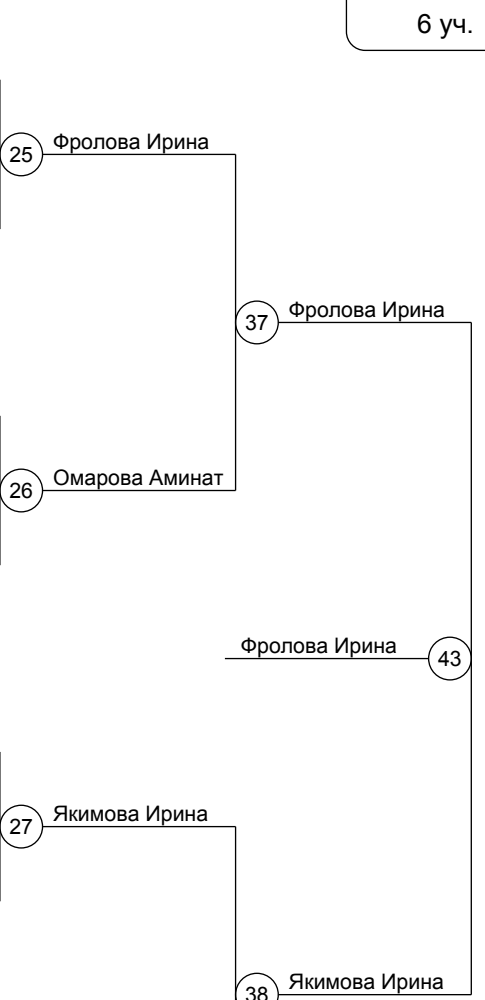 6 уч.
Фролова Ирина
25
Фролова Ирина
37
Омарова Аминат
26
Фролова Ирина
43
Якимова Ирина
27
Якимова Ирина
38